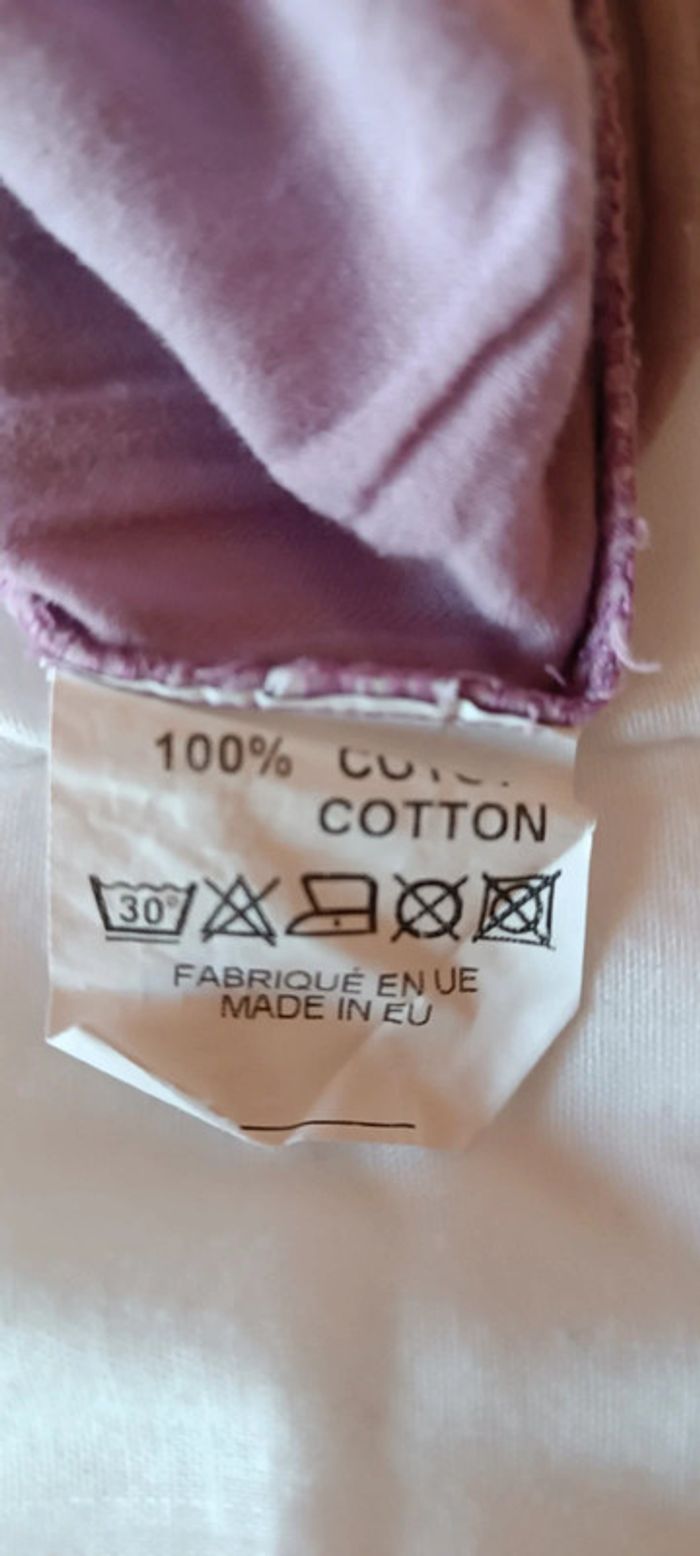 100%
COTTON
30°
FABRIQUÉ EN UE
MADE IN EU